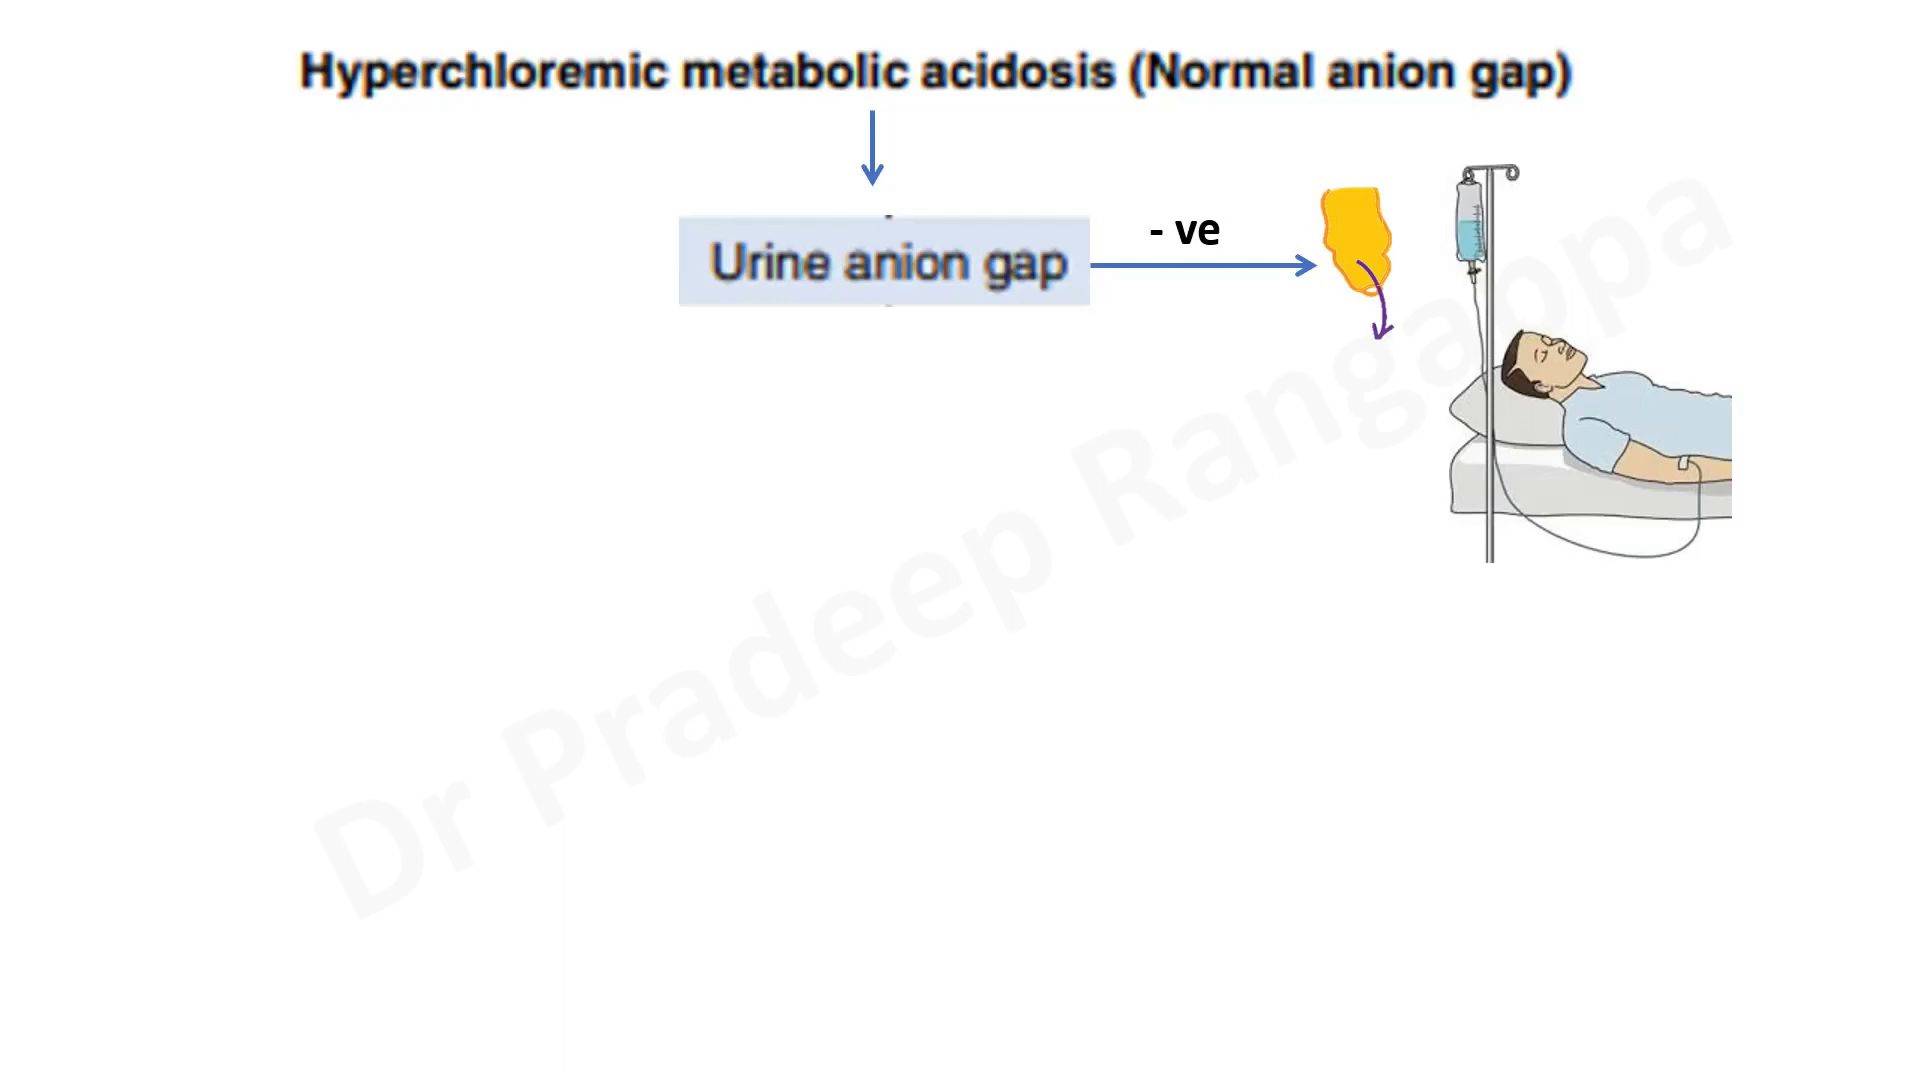 Hyperchloremic metabolic acidosis (Normal anion gap)
- ve
Urine anion gap
Dr Pradeep Rangappa